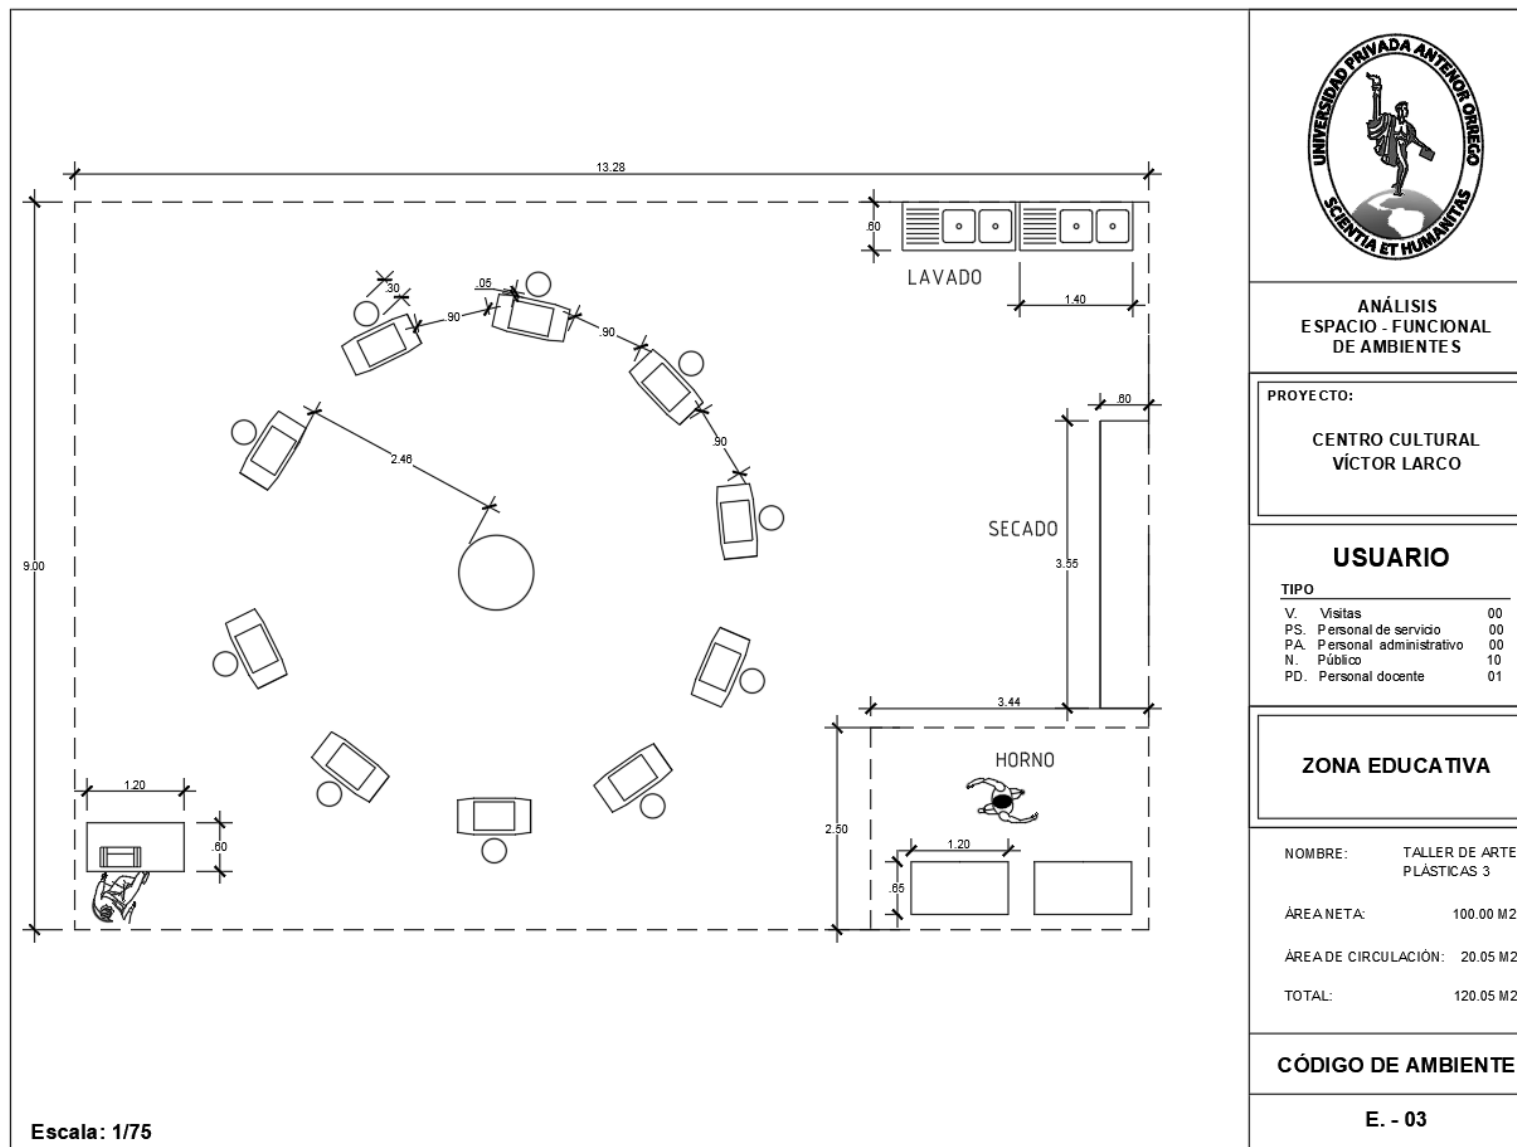 13.28
.60
LAVADO
1.40
.05
.30
.90
.90
.90
.60
2.46
SECADO
3.55
9.00
3.44
HORNO
2.50
1.20
.65
1.20
.60
Escala: 1/75
UNIVERSIDAD PRIVADA ANTENOR ORREGO
SCIENTIA ET HUMANITAS
ANÁLISIS
ESPACIO - FUNCIONAL
DE AMBIENTES
PROYECTO:
CENTRO CULTURAL
VÍCTOR LARCO
USUARIO
TIPO
V. Visitas 00
PS. Personal de servicio 00
PA. Personal administrativo 00
N. Público 10
PD. Personal docente 01
ZONA EDUCATIVA
NOMBRE: TALLER DE ARTE
PLÁSTICAS 3
ÁREA NETA: 100.00 M2
ÁREA DE CIRCULACIÓN: 20.05 M2
TOTAL: 120.05 M2
CÓDIGO DE AMBIENTE
E. - 03